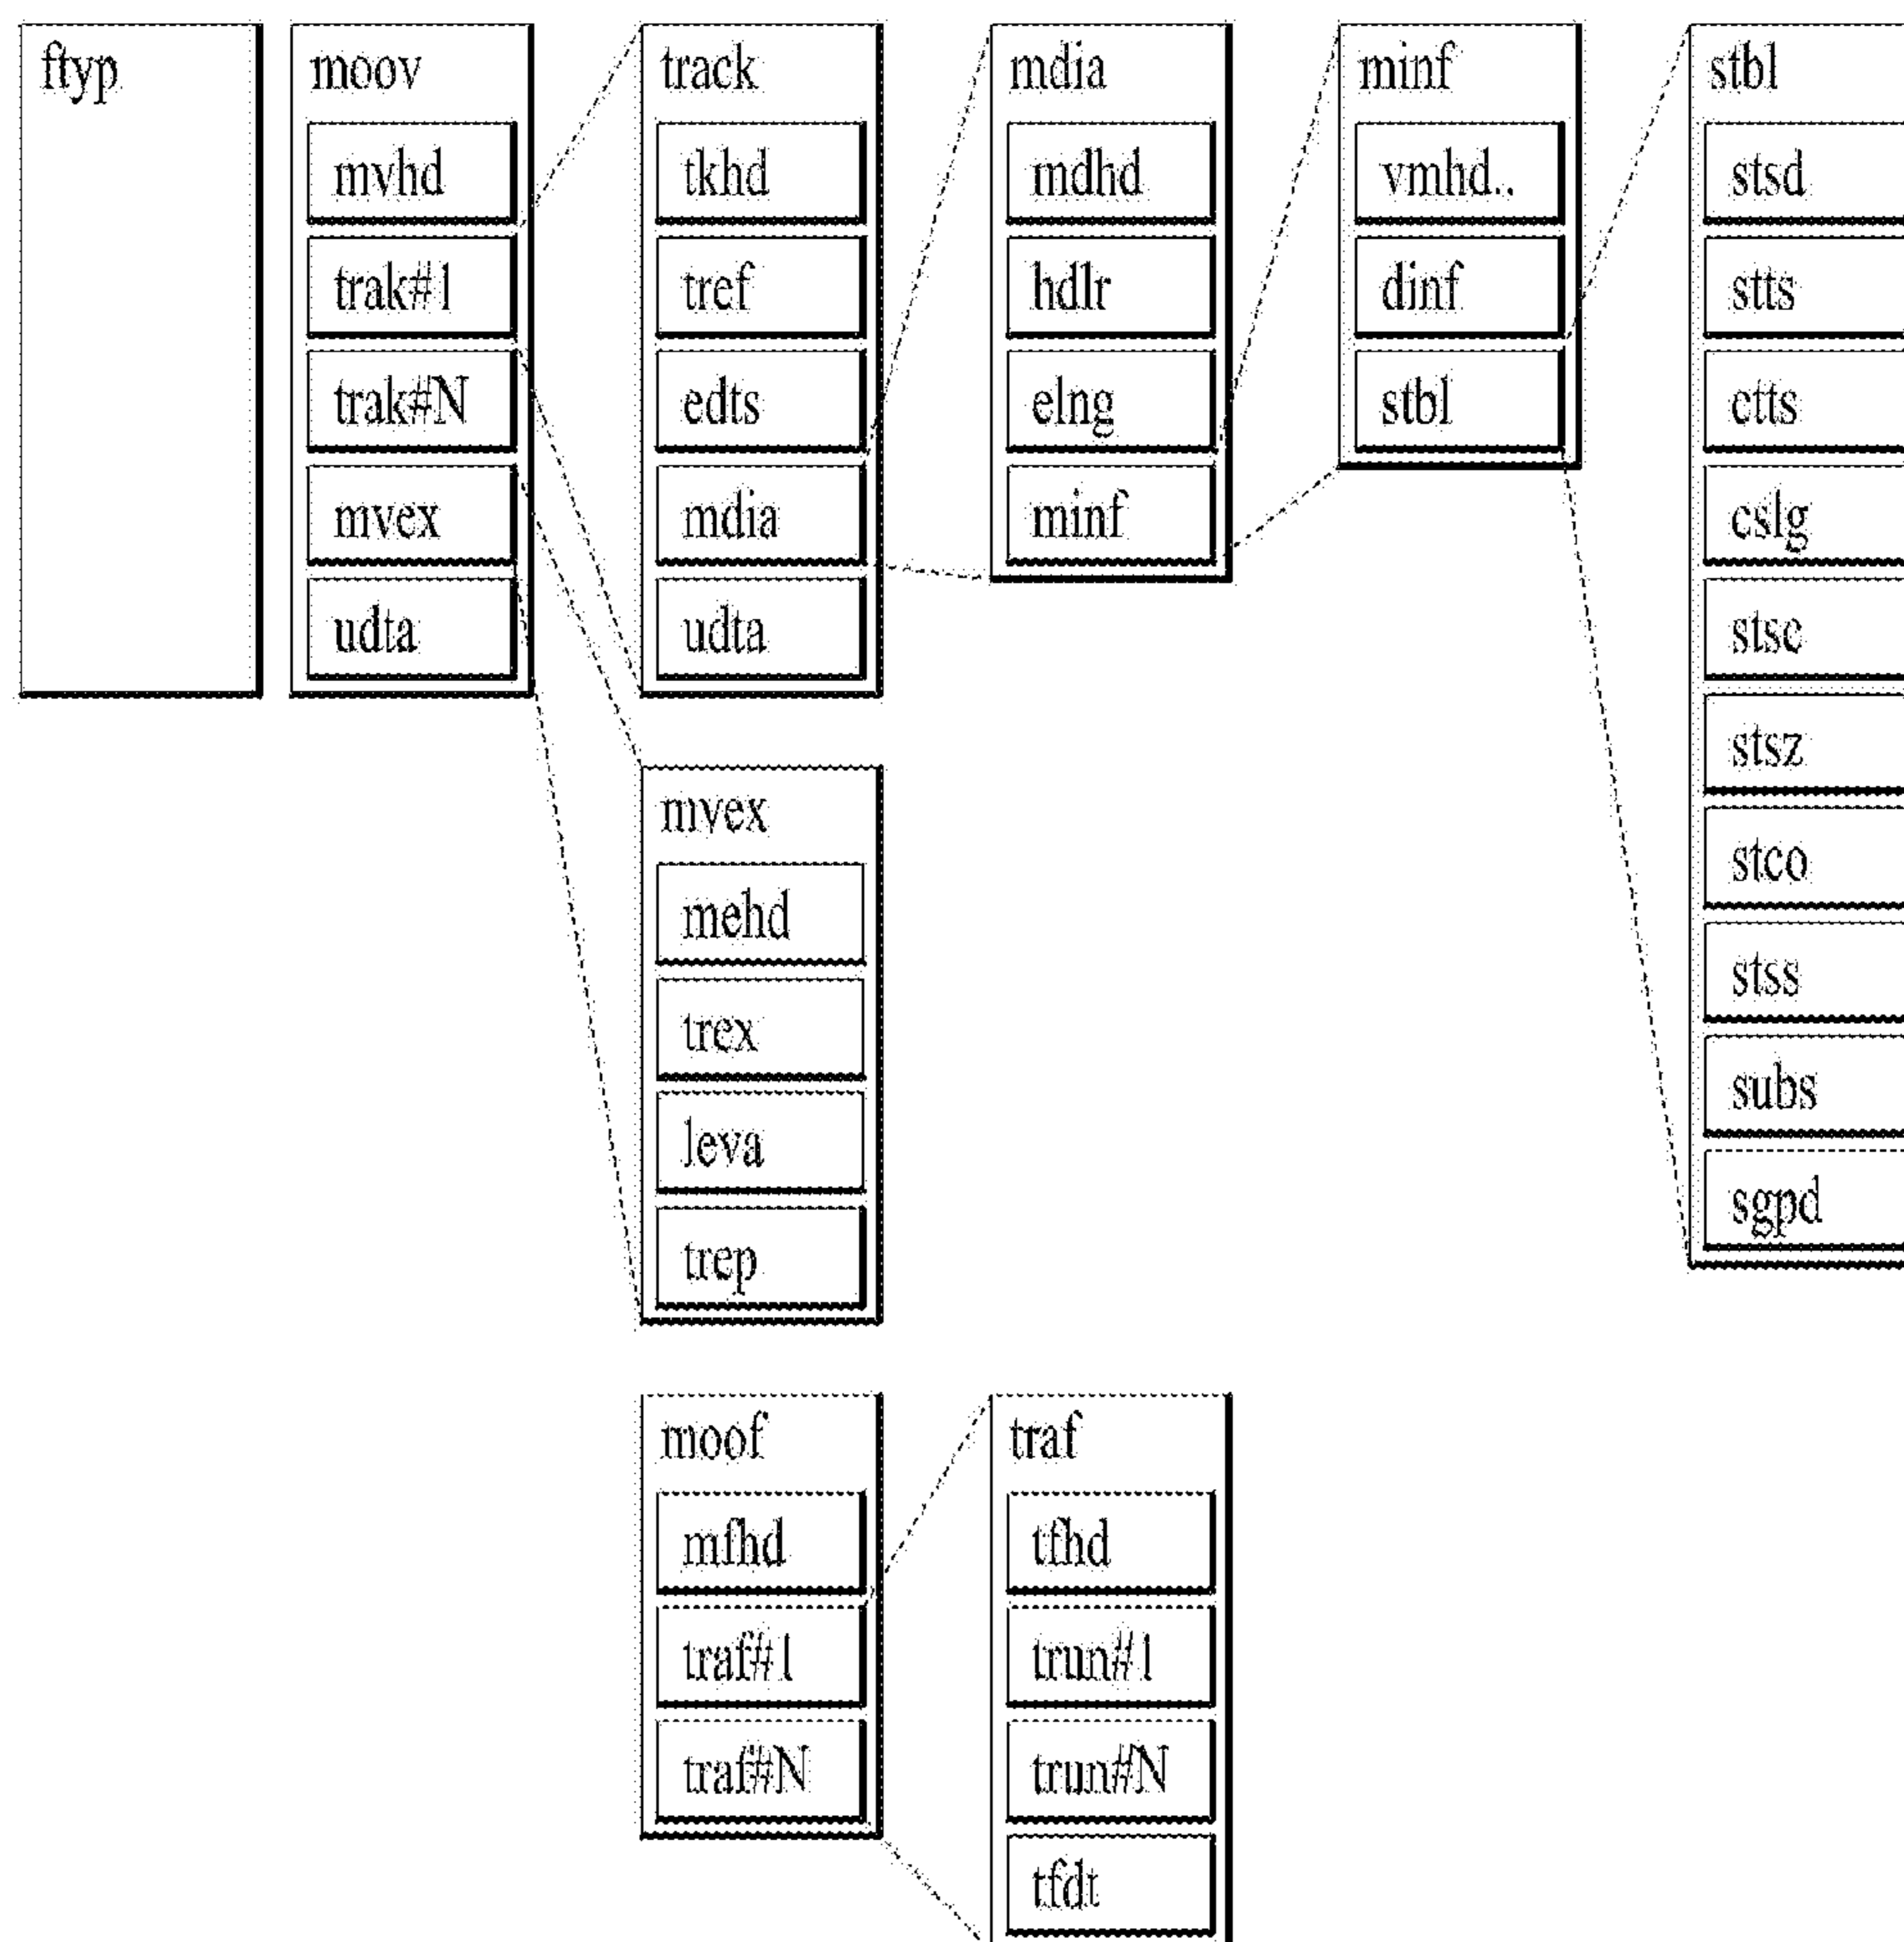 ftyp
moov
mvhd
trak#1
trak#N
mvex
udta
track
tkhd
tref
edts
mdia
udta
mdia
mdhd
hdlr
elng
minf
minf
vmhd..
dinf
stbl
stbl
stsd
stts
ctts
cslg
stsc
stsz
stco
stss
subs
sgpd
mvex
mehd
trex
leva
trep
moof
mfhd
traf#1
traf#N
traf
tfhd
trun#1
trun#N
tfdt